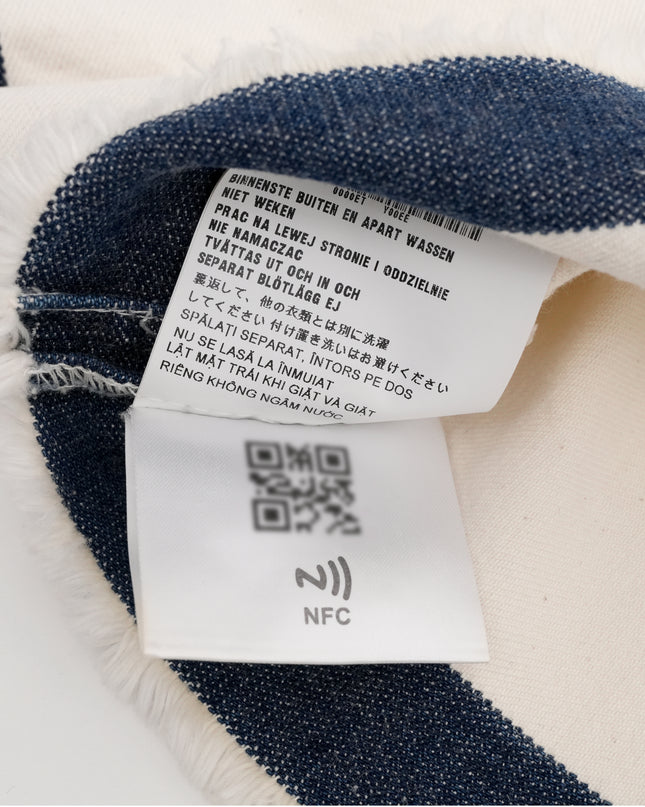 00000ET Y00EE
BINNENSTE BUITEN EN APART WASSEN
NIET WEKEN
PRAC NA LEWEJ STRONIE I ODDZIELNIE
NIE NAMACZAC
TVÅTTAS UT OCH IN OCH
SEPARAT BLÖTLÄGG EJ
裏返して、他の衣類とは別に洗濯
してください 付け置き洗いはお避けください
SPĂLAȚI SEPARAT, ÎNTORS PE DOS
NU SE LASĂ LA ÎNMUIAT
LẬT MẶT TRÁI KHI GIẶT VÀ GIẶT
RIÊNG KHÔNG NGÂM NƯỚC
NFC